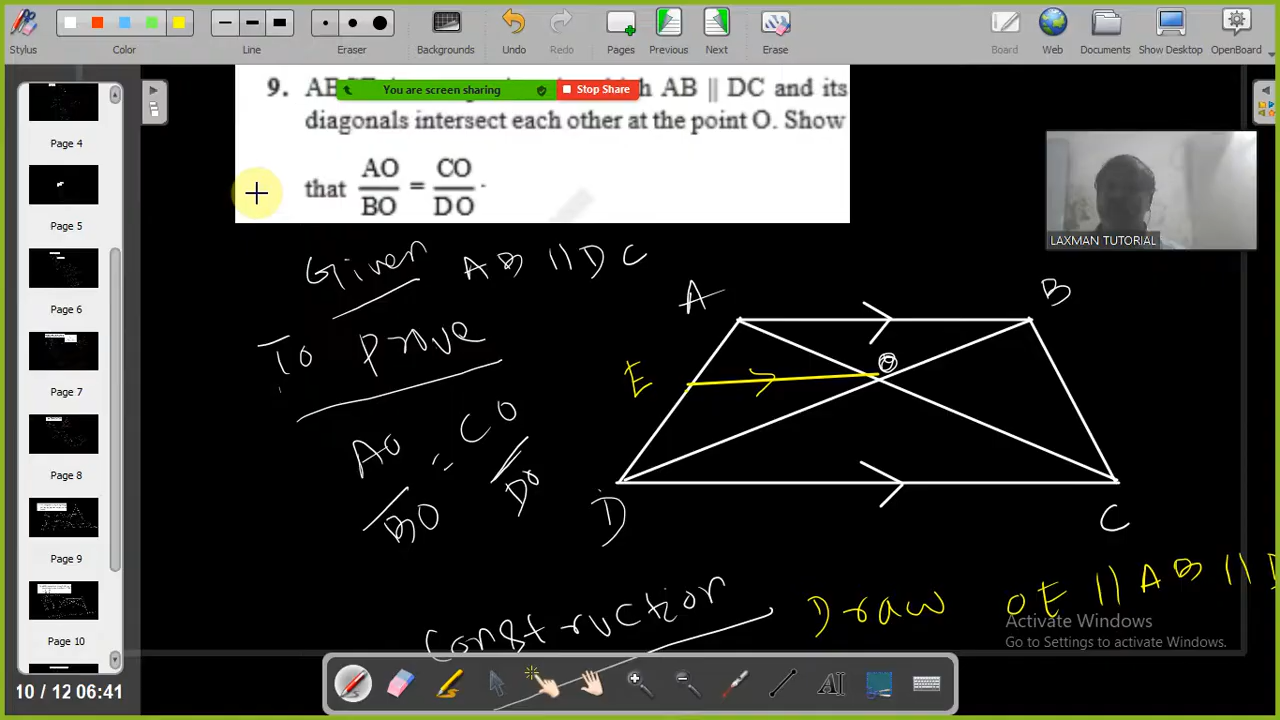 Stylus Color Line Eraser Backgrounds Undo Redo Pages Previous Next Erase Board Web Documents Show Desktop OpenBoard
You are screen sharing Stop Share
9. AB h AB || DC and its
diagonals intersect each other at the point O. Show
that AO/BO = CO/DO .
LAXMAN TUTORIAL
Page 4
Page 5
Page 6
Page 7
Page 8
Page 9
Page 10
10 / 12 06:41
Given AB || DC
To prove
AO/BO = CO/DO
A
B
O
E
D
C
Construction Draw OE || AB || D
Activate Windows
Go to Settings to activate Windows.